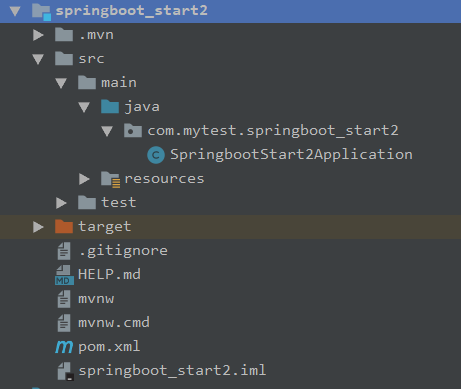 springboot_start2
.mvn
src
main
java
com.mytest.springboot_start2
C SpringbootStart2Application
resources
test
target
.gitignore
MD HELP.md
mvnw
mvnw.cmd
m pom.xml
springboot_start2.iml